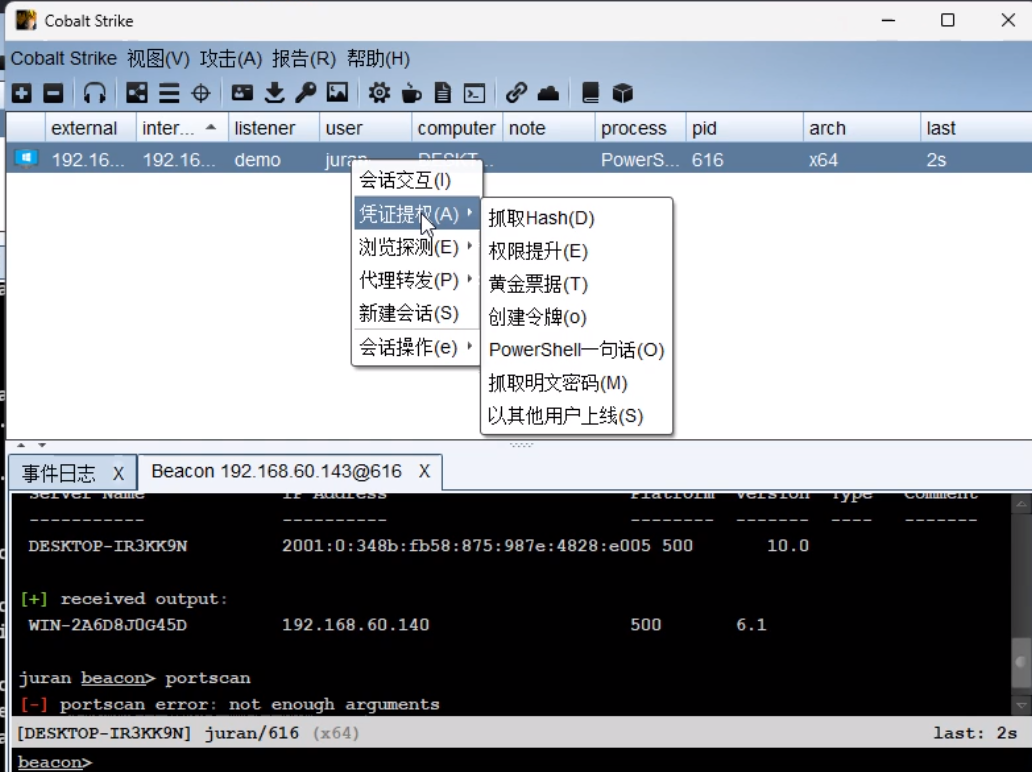 Cobalt Strike
Cobalt Strike 视图(V) 攻击(A) 报告(R) 帮助(H)
external inter... listener user computer note process pid arch last
192.16... 192.16... demo juran DESKT... PowerS... 616 x64 2s
会话交互(I)
凭证提权(A)
浏览探测(E)
代理转发(P)
新建会话(S)
会话操作(e)
抓取Hash(D)
权限提升(E)
黄金票据(T)
创建令牌(o)
PowerShell一句话(O)
抓取明文密码(M)
以其他用户上线(S)
事件日志 X Beacon 192.168.60.143@616 X
Server Name IP Address Platform Version Type Comment
----------- ---------- -------- ------- ---- -------
DESKTOP-IR3KK9N 2001:0:348b:fb58:875:987e:4828:e005 500 10.0
[+] received output:
WIN-2A6D8J0G45D 192.168.60.140 500 6.1
juran beacon> portscan
[-] portscan error: not enough arguments
[DESKTOP-IR3KK9N] juran/616 (x64) last: 2s
beacon>